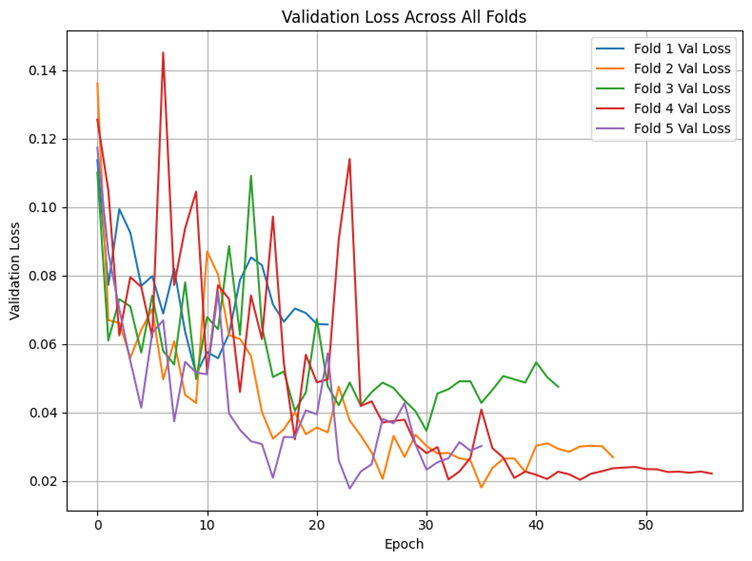 Validation Loss Across All Folds
Fold 1 Val Loss
Fold 2 Val Loss
Fold 3 Val Loss
Fold 4 Val Loss
Fold 5 Val Loss
Validation Loss
0.14
0.12
0.10
0.08
0.06
0.04
0.02
0
10
20
30
40
50
Epoch